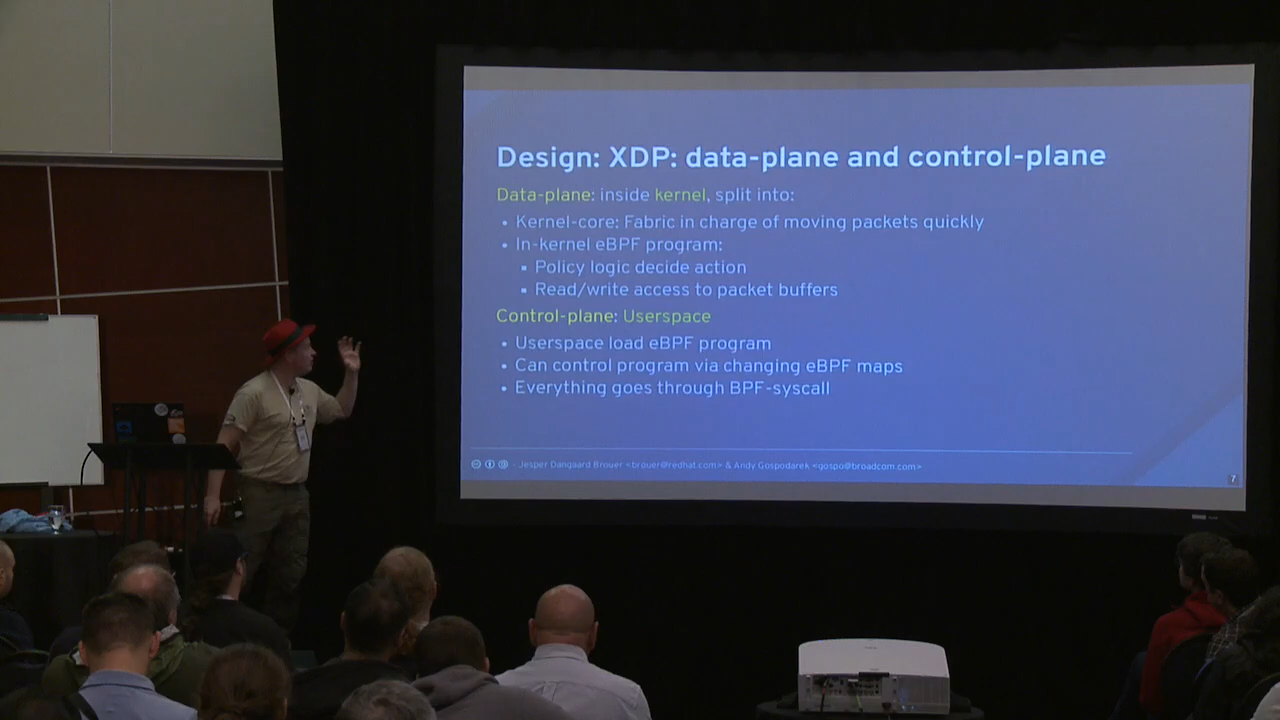 Design: XDP: data-plane and control-plane
Data-plane: inside kernel, split into:
• Kernel-core: Fabric in charge of moving packets quickly
• In-kernel eBPF program:
▪ Policy logic decide action
▪ Read/write access to packet buffers
Control-plane: Userspace
• Userspace load eBPF program
• Can control program via changing eBPF maps
• Everything goes through BPF-syscall
- Jesper Dangaard Brouer <brouer@redhat.com> & Andy Gospodarek <gospo@broadcom.com>
7